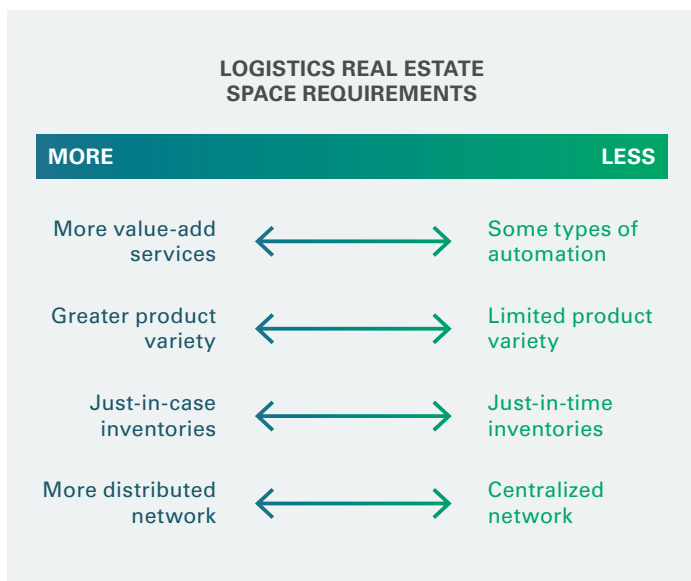 LOGISTICS REAL ESTATE
SPACE REQUIREMENTS
MORE
LESS
More value-add
services
Some types of
automation
Greater product
variety
Limited product
variety
Just-in-case
inventories
Just-in-time
inventories
More distributed
network
Centralized
network